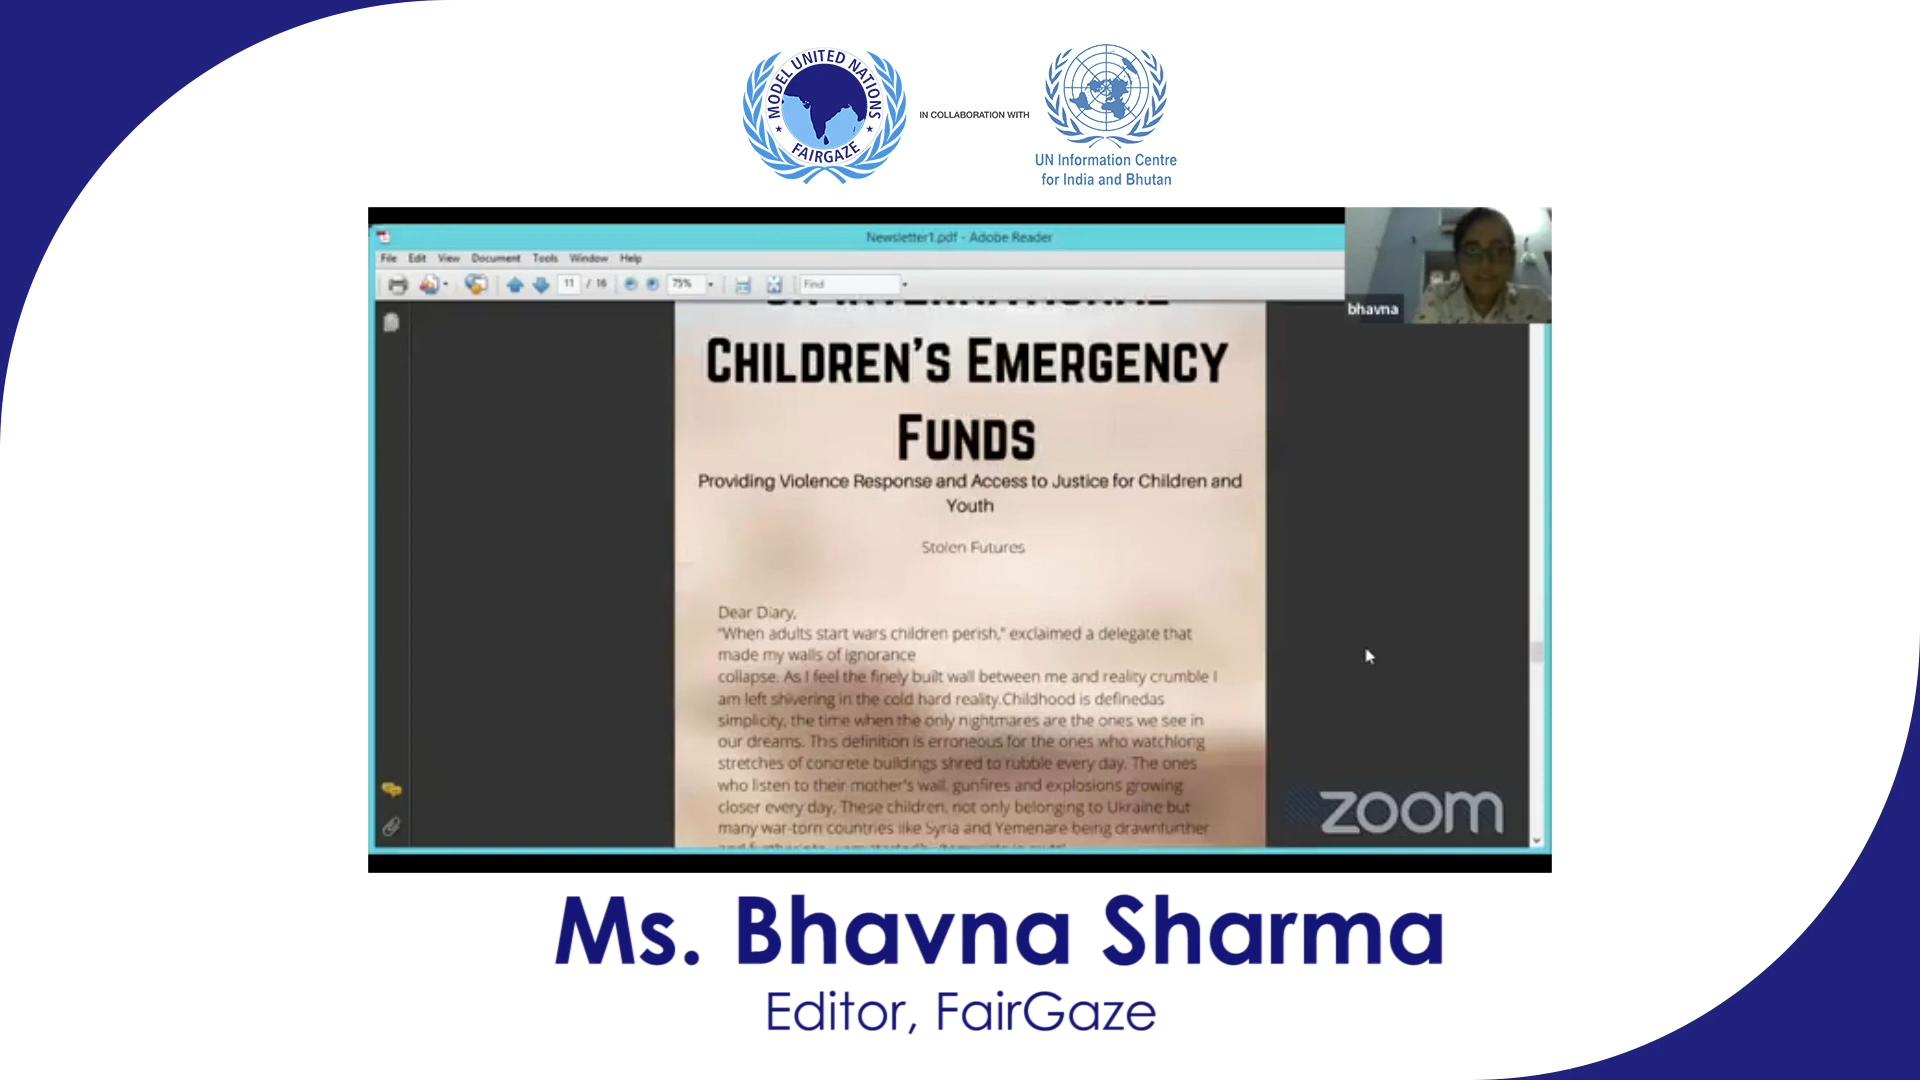 MODEL UNITED NATIONS
FAIRGAZE
IN COLLABORATION WITH
UN Information Centre
for India and Bhutan
Newsletter1.pdf - Adobe Reader
File Edit View Document Tools Window Help
11 / 16 75% Find
bhavna
CHILDREN'S EMERGENCY
FUNDS
Providing Violence Response and Access to Justice for Children and
Youth
Stolen Futures
Dear Diary,
"When adults start wars children perish," exclaimed a delegate that
made my walls of ignorance
collapse. As I feel the finely built wall between me and reality crumble I
am left shivering in the cold hard reality.Childhood is definedas
simplicity, the time when the only nightmares are the ones we see in
our dreams. This definition is erroneous for the ones who watchlong
stretches of concrete buildings shred to rubble every day. The ones
who listen to their mother's wail, gunfires and explosions growing
closer every day. These children, not only belonging to Ukraine but
many war-torn countries like Syria and Yemenare being drawnfurther
zoom
Ms. Bhavna Sharma
Editor, FairGaze